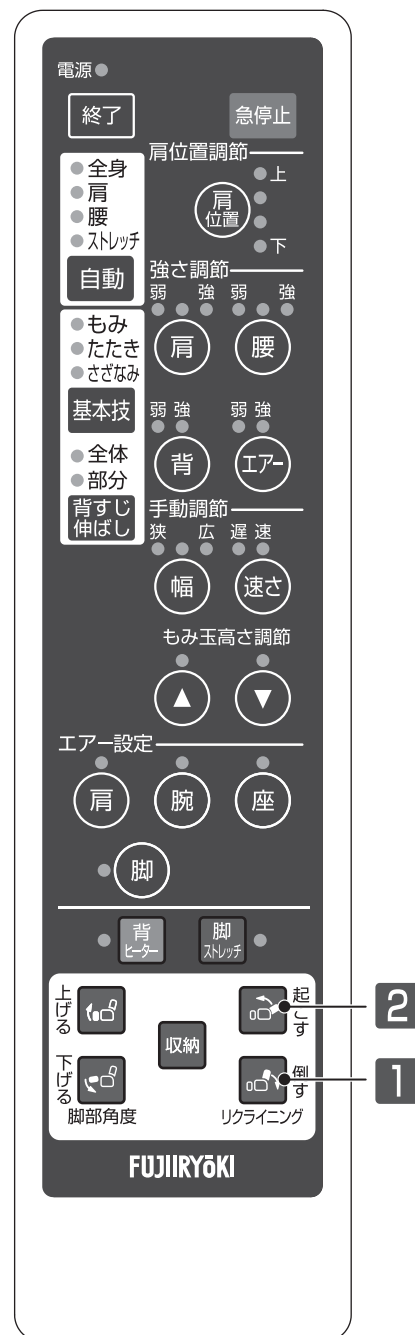 電源
終了
急停止
肩位置調節
全身
肩
腰
ストレッチ
自動
肩
位置
上
下
強さ調節
弱 強 弱 強
肩 腰
もみ
たたき
さざなみ
基本技
弱 強 弱 強
背 エアー
全体
部分
背すじ
伸ばし
手動調節
狭 広 遅 速
幅 速さ
もみ玉高さ調節
▲ ▼
エアー設定
肩 腕 座
脚
背
ヒーター
脚
ストレッチ
上げる
起こす
2
収納
下げる
倒す
1
脚部角度
リクライニング
FUJIIRYŌKI